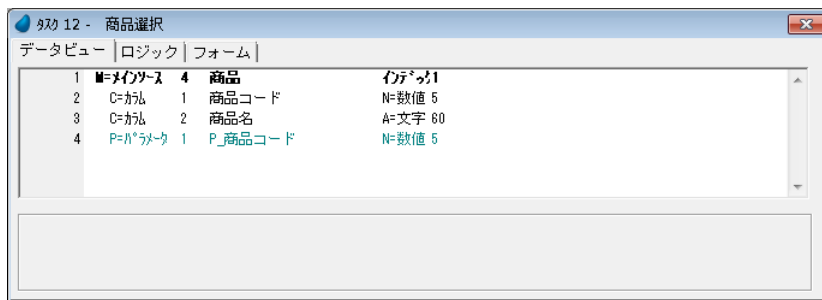 ﾀｽｸ 12 - 商品選択
データビュー ロジック フォーム
1 M=ﾒｲﾝｿｰｽ 4 商品 ｲﾝﾃﾞｯｸｽ1
2 C=ｶﾗﾑ 1 商品コード N=数値 5
3 C=ｶﾗﾑ 2 商品名 A=文字 60
4 P=ﾊﾟﾗﾒｰﾀ 1 P_商品コード N=数値 5